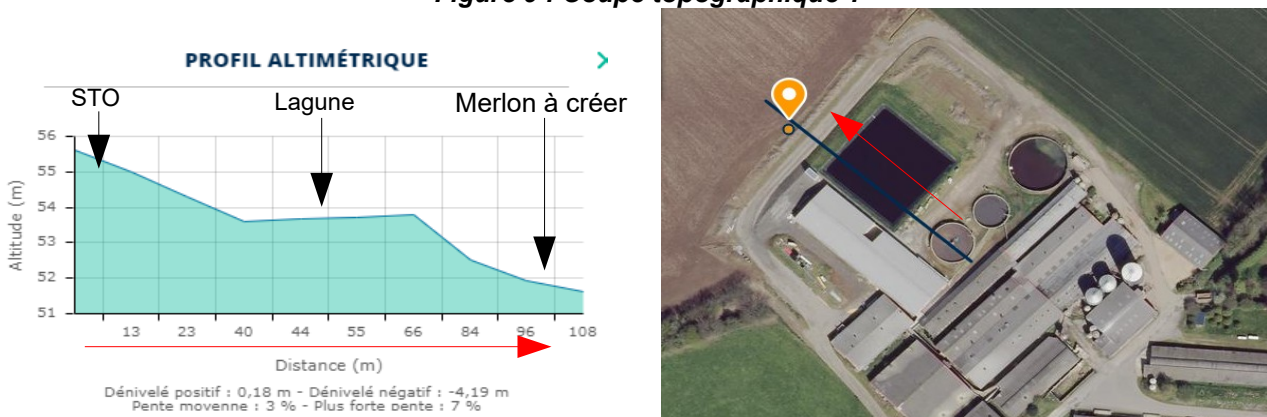 Figure 9 : Coupe topographique 1
PROFIL ALTIMÉTRIQUE
STO
Lagune
Merlon à créer
Altitude (m)
56
55
54
53
52
51
13 23 40 44 55 66 84 96 108
Distance (m)
Dénivelé positif : 0,18 m - Dénivelé négatif : -4,19 m
Pente moyenne : 3 % - Plus forte pente : 7 %